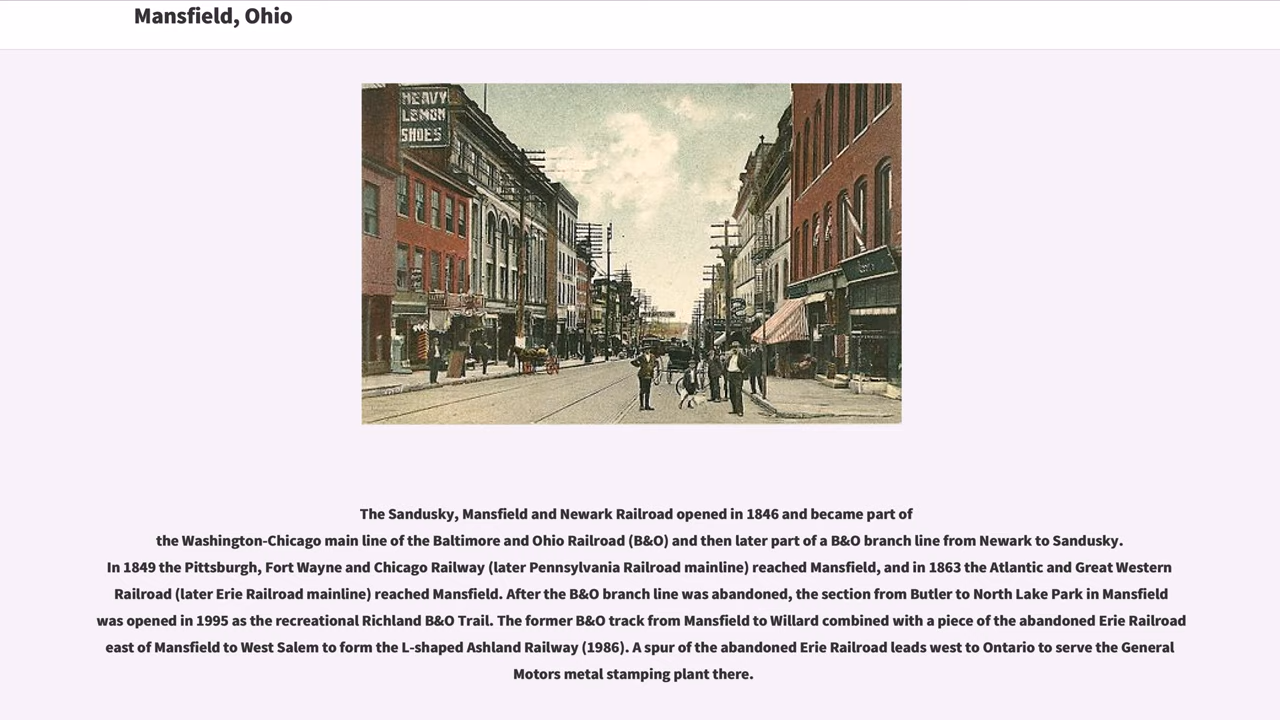 Mansfield, Ohio
HEAVY
LEMON
SHOES
The Sandusky, Mansfield and Newark Railroad opened in 1846 and became part of
the Washington-Chicago main line of the Baltimore and Ohio Railroad (B&O) and then later part of a B&O branch line from Newark to Sandusky.
In 1849 the Pittsburgh, Fort Wayne and Chicago Railway (later Pennsylvania Railroad mainline) reached Mansfield, and in 1863 the Atlantic and Great Western
Railroad (later Erie Railroad mainline) reached Mansfield. After the B&O branch line was abandoned, the section from Butler to North Lake Park in Mansfield
was opened in 1995 as the recreational Richland B&O Trail. The former B&O track from Mansfield to Willard combined with a piece of the abandoned Erie Railroad
east of Mansfield to West Salem to form the L-shaped Ashland Railway (1986). A spur of the abandoned Erie Railroad leads west to Ontario to serve the General
Motors metal stamping plant there.